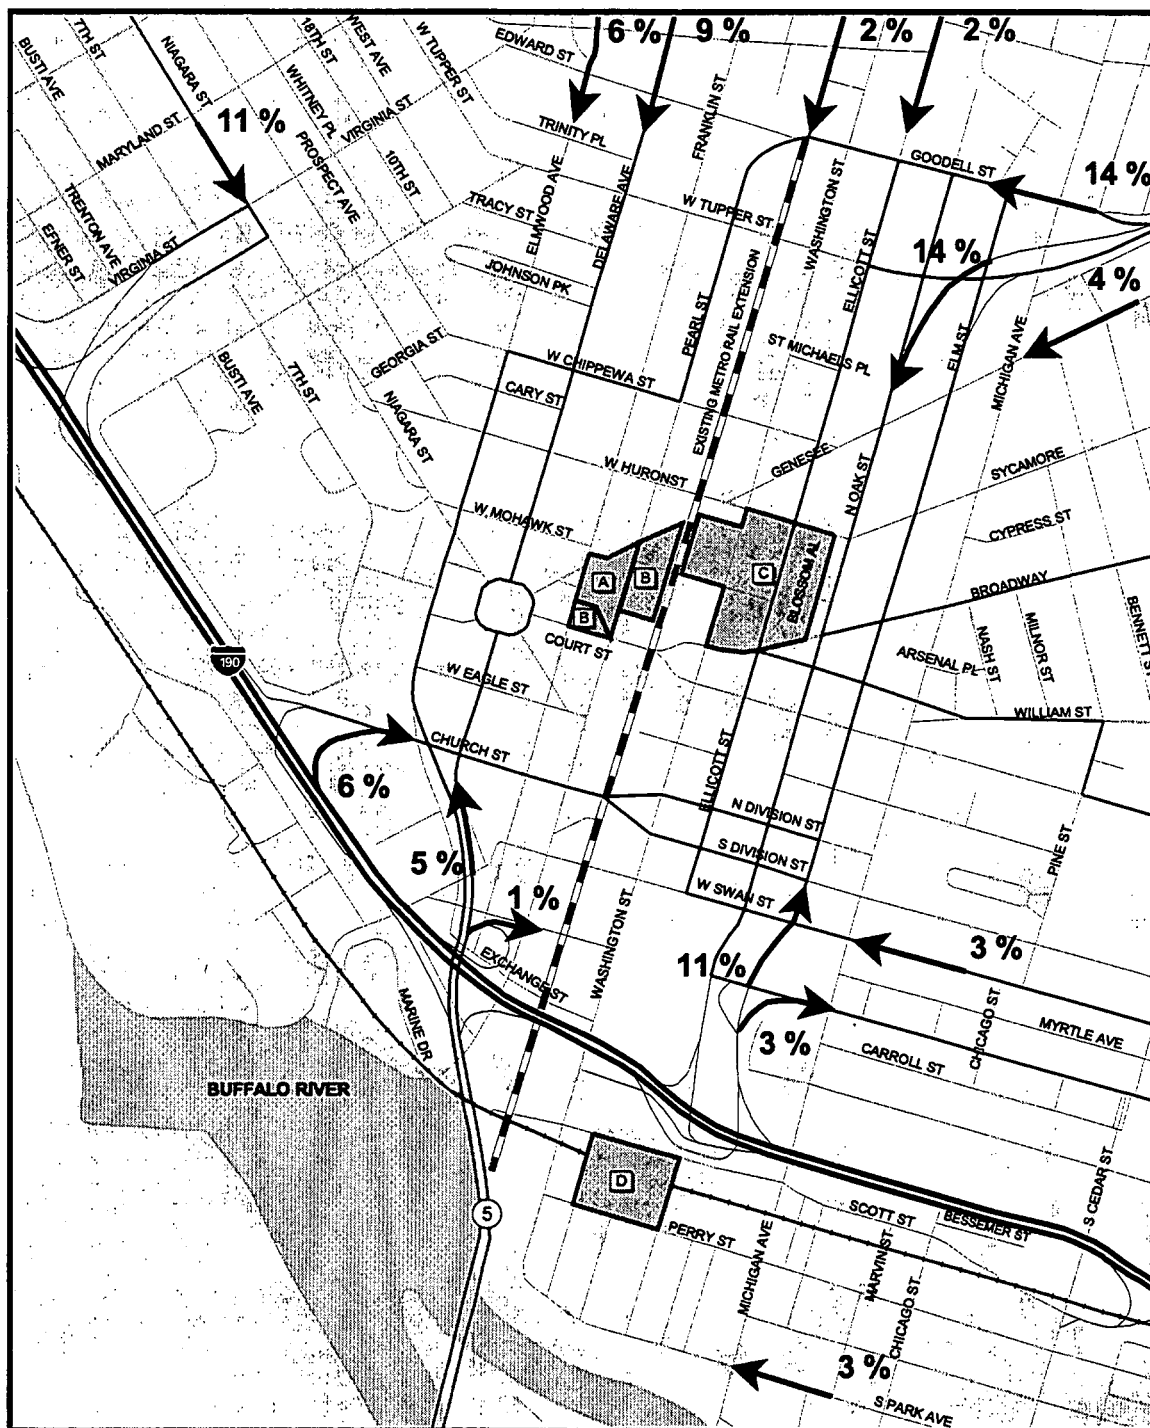 6 %
9 %
2 %
2 %
7TH ST
BUSTI AVE
NIAGARA ST
18TH ST
WEST AVE
W TUPPER ST
EDWARD ST
WHITNEY PL
PROSPECT AVE
VIRGINIA ST
MARYLAND ST
11 %
10TH ST
TRINITY PL
FRANKLIN ST
GOODELL ST
14 %
TRENTON AVE
EFNER ST
VIRGINIA ST
TRACY ST
ELMWOOD AVE
DELAWARE AVE
W TUPPER ST
WASHINGTON ST
ELLICOTT ST
14 %
4 %
JOHNSON PK
PEARL ST
EXISTING METRO RAIL EXTENSION
ST MICHAELS PL
ELM ST
MICHIGAN AVE
GEORGIA ST
BUSTI AVE
7TH ST
NIAGARA ST
W CHIPPEWA ST
CARY ST
W HURONST
GENESEE
N OAK ST
SYCAMORE
W MOHAWK ST
CYPRESS ST
A
B
C
BLOSSOM AL
BROADWAY
B
COURT ST
NASH ST
MILNOR ST
BENNETT ST
190
W EAGLE ST
ARSENAL PL
WILLIAM ST
CHURCH ST
6 %
ELLICOTT ST
N DIVISION ST
S DIVISION ST
PINE ST
5 %
1 %
W SWAN ST
WASHINGTON ST
EXCHANGE ST
11 %
3 %
MARINE DR
3 %
CHICAGO ST
MYRTLE AVE
CARROLL ST
BUFFALO RIVER
D
5
PERRY ST
SCOTT ST
BESSEMER ST
S CEDAR ST
MICHIGAN AVE
MARVIN ST
CHICAGO ST
3 %
S PARK AVE